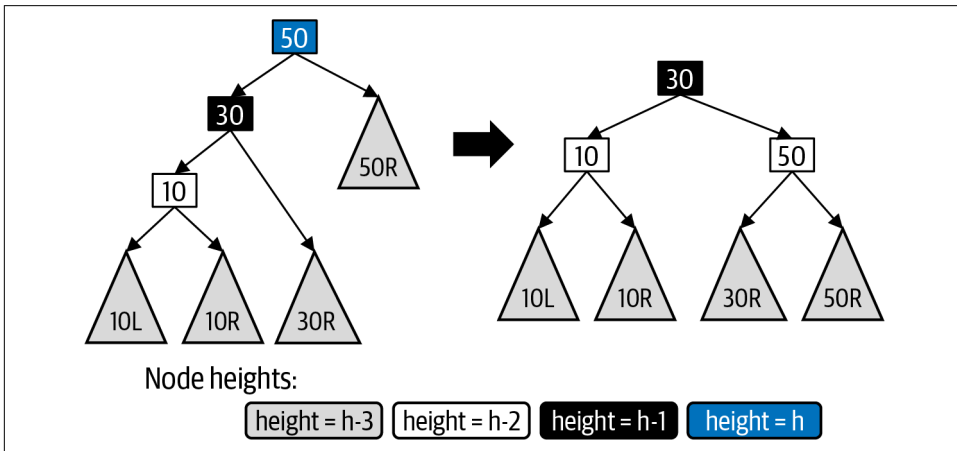 50
30
30
50R
10
10
50
10L
10R
30R
10L
10R
30R
50R
Node heights:
height = h-3 height = h-2 height = h-1 height = h